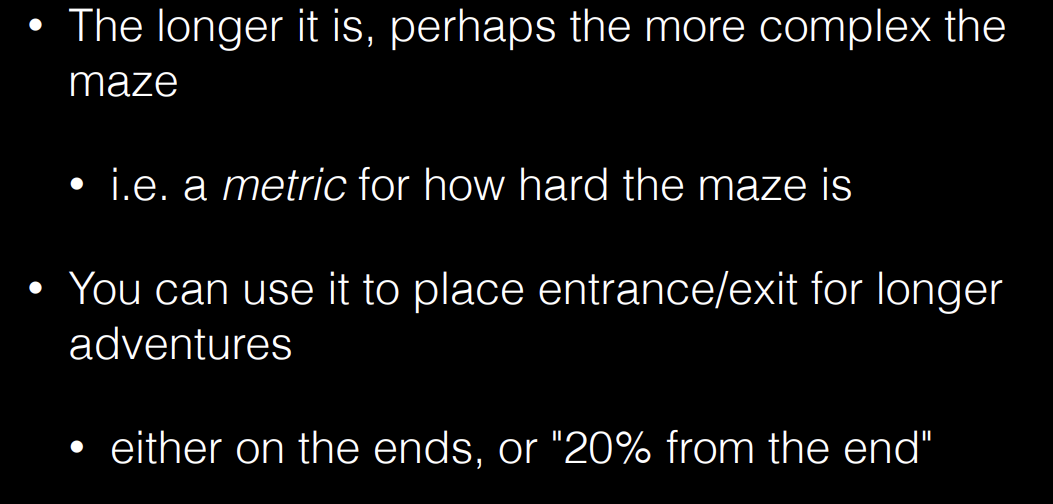 • The longer it is, perhaps the more complex the
maze
• i.e. a metric for how hard the maze is
• You can use it to place entrance/exit for longer
adventures
• either on the ends, or "20% from the end"